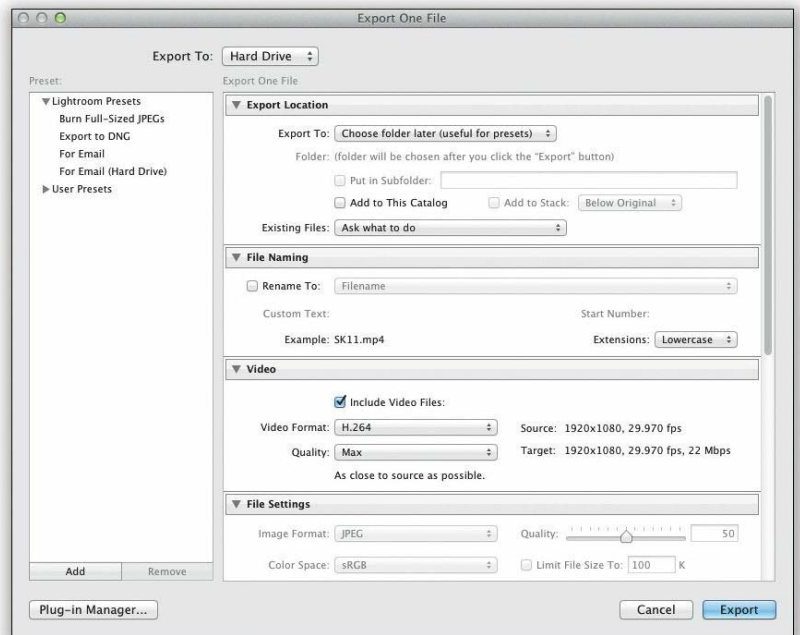 Export One File
Export To: Hard Drive
Preset:
Lightroom Presets
Burn Full-Sized JPEGs
Export to DNG
For Email
For Email (Hard Drive)
User Presets
Add Remove
Export One File
Export Location
Export To: Choose folder later (useful for presets)
Folder: (folder will be chosen after you click the "Export" button)
Put in Subfolder:
Add to This Catalog Add to Stack: Below Original
Existing Files: Ask what to do
File Naming
Rename To: Filename
Custom Text: Start Number:
Example: SK11.mp4 Extensions: Lowercase
Video
Include Video Files:
Video Format: H.264 Source: 1920x1080, 29.970 fps
Quality: Max Target: 1920x1080, 29.970 fps, 22 Mbps
As close to source as possible.
File Settings
Image Format: JPEG Quality: 50
Color Space: sRGB Limit File Size To: 100 K
Plug-in Manager... Cancel Export